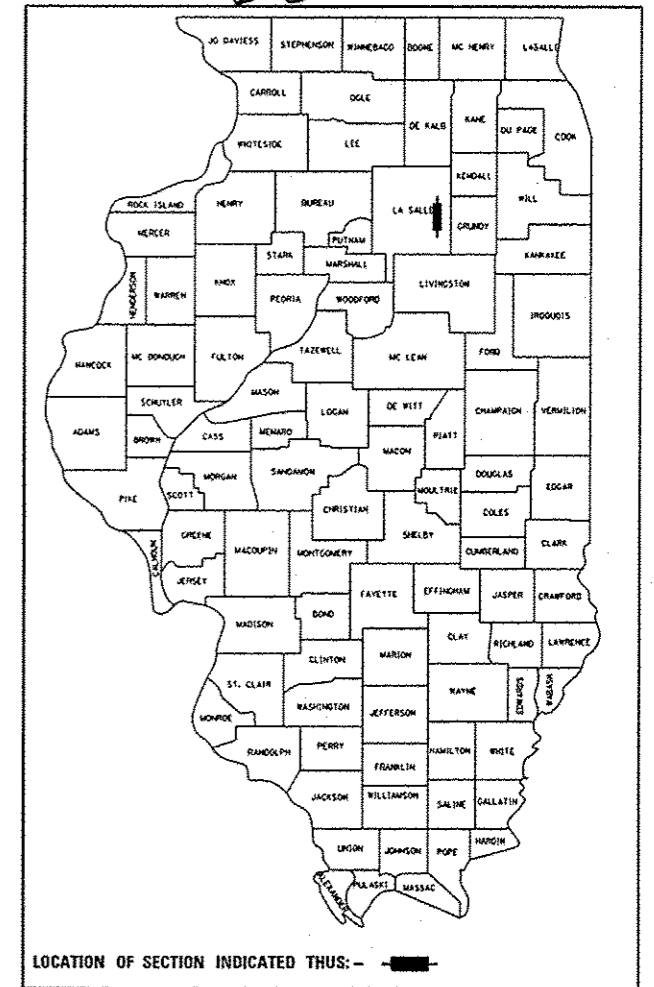 JO DAVIESS STEPHENSON WINNEBAGO BOONE MC HENRY LASALLE
CARROLL OGLE DE KALB KANE DU PAGE COOK
WHITESIDE LEE KENDALL WILL
ROCK ISLAND HENRY BUREAU LA SALLE GRUNDY
MERCER PUTNAM
STARK MARSHALL KANKAKEE
HENDERSON WARREN KNOX PEORIA WOODFORD LIVINGSTON IROQUOIS
HANCOCK MC DONOUGH FULTON TAZEWELL MC LEAN FORD
SCHUYLER MASON LOGAN DE WITT CHAMPAIGN VERMILION
ADAMS BROWN CASS MENARD MACON PIATT
PIKE SCOTT MORGAN SANGAMON MOULTRIE DOUGLAS EDGAR
CHRISTIAN COLES
CALHOUN GREENE MACOUPIN MONTGOMERY SHELBY CUMBERLAND CLARK
JERSEY FAYETTE EFFINGHAM JASPER CRAWFORD
MADISON BOND CLAY RICHLAND LAWRENCE
CLINTON MARION
ST. CLAIR WASHINGTON JEFFERSON WAYNE EDWARDS WABASH
MONROE
RANDOLPH PERRY FRANKLIN HAMILTON WHITE
JACKSON WILLIAMSON SALINE GALLATIN
UNION JOHNSON POPE HARDIN
ALEXANDER PULASKI MASSAC
LOCATION OF SECTION INDICATED THUS:-